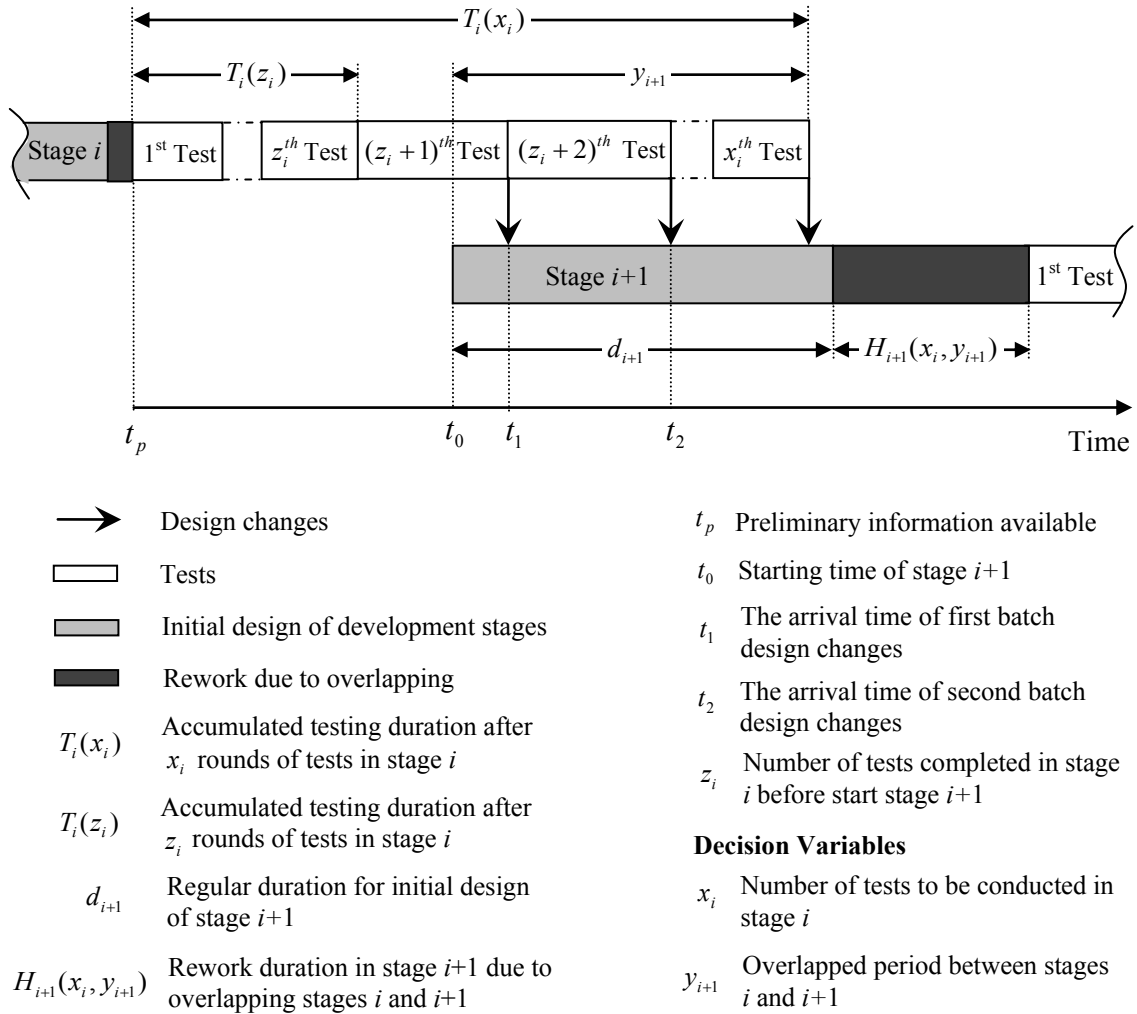 T_i(x_i)
T_i(z_i)
y_{i+1}
Stage i
1st Test
z_i^{th} Test
(z_i + 1)^{th} Test
(z_i + 2)^{th} Test
x_i^{th} Test
Stage i+1
1st Test
d_{i+1}
H_{i+1}(x_i, y_{i+1})
t_p
t_0
t_1
t_2
Time
Design changes
Tests
Initial design of development stages
Rework due to overlapping
T_i(x_i) Accumulated testing duration after
x_i rounds of tests in stage i
T_i(z_i) Accumulated testing duration after
z_i rounds of tests in stage i
d_{i+1} Regular duration for initial design
of stage i+1
H_{i+1}(x_i, y_{i+1}) Rework duration in stage i+1 due to
overlapping stages i and i+1
t_p Preliminary information available
t_0 Starting time of stage i+1
t_1 The arrival time of first batch
design changes
t_2 The arrival time of second batch
design changes
z_i Number of tests completed in stage
i before start stage i+1
Decision Variables
x_i Number of tests to be conducted in
stage i
y_{i+1} Overlapped period between stages
i and i+1